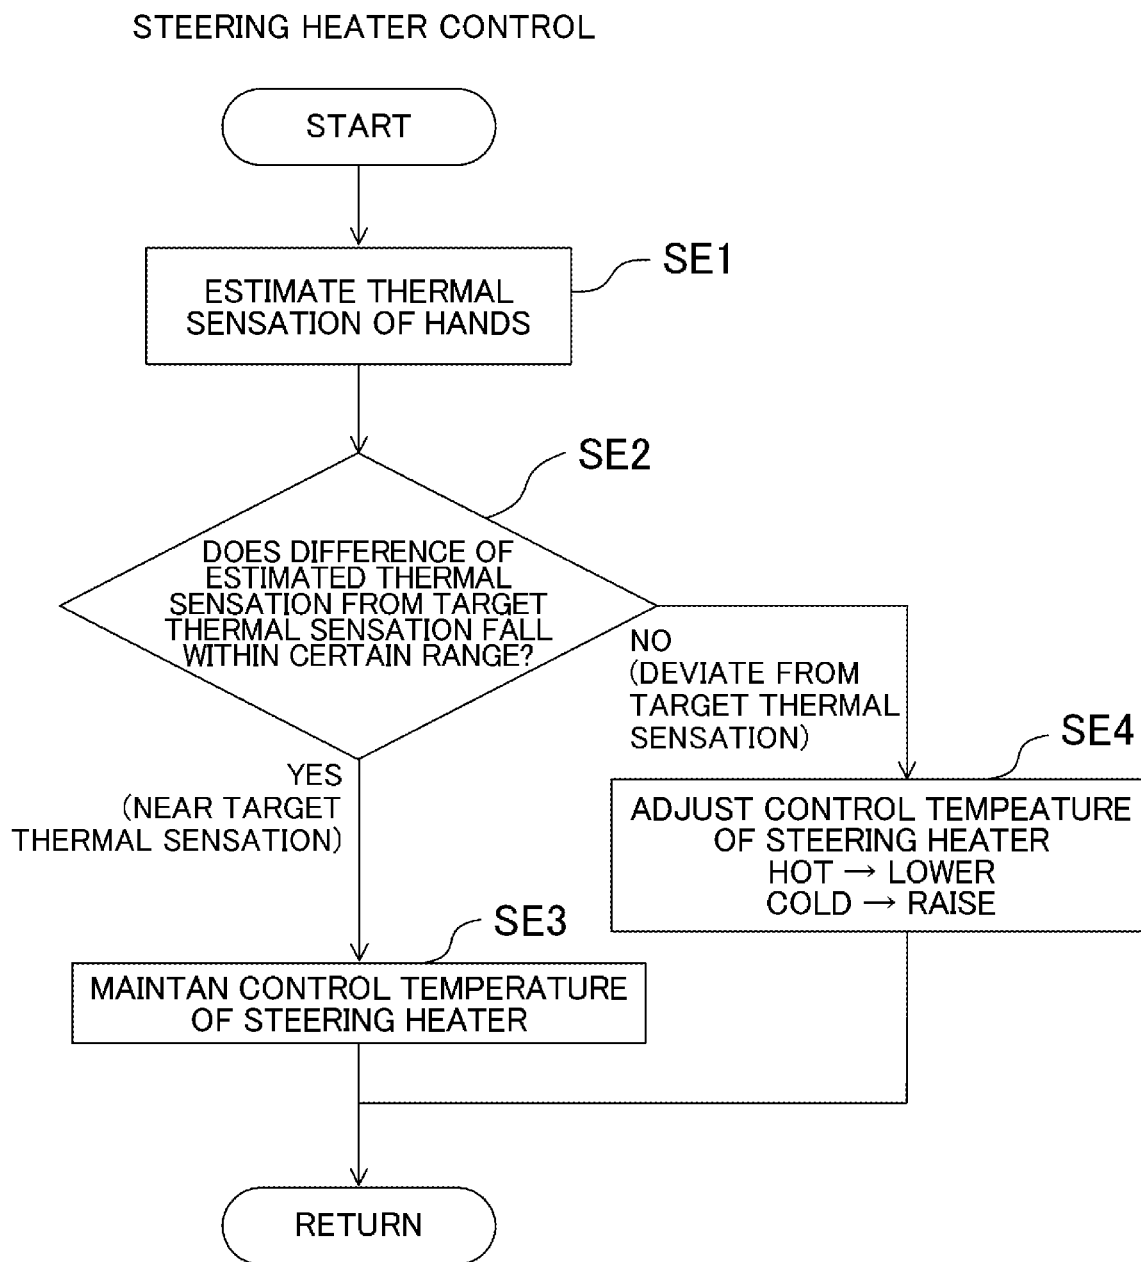 STEERING HEATER CONTROL
START
SE1
ESTIMATE THERMAL
SENSATION OF HANDS
SE2
DOES DIFFERENCE OF
ESTIMATED THERMAL
SENSATION FROM TARGET
THERMAL SENSATION FALL
WITHIN CERTAIN RANGE?
NO
(DEVIATE FROM
TARGET THERMAL
SENSATION)
YES
(NEAR TARGET
THERMAL SENSATION)
SE4
ADJUST CONTROL TEMPEATURE
OF STEERING HEATER
HOT → LOWER
COLD → RAISE
SE3
MAINTAN CONTROL TEMPERATURE
OF STEERING HEATER
RETURN